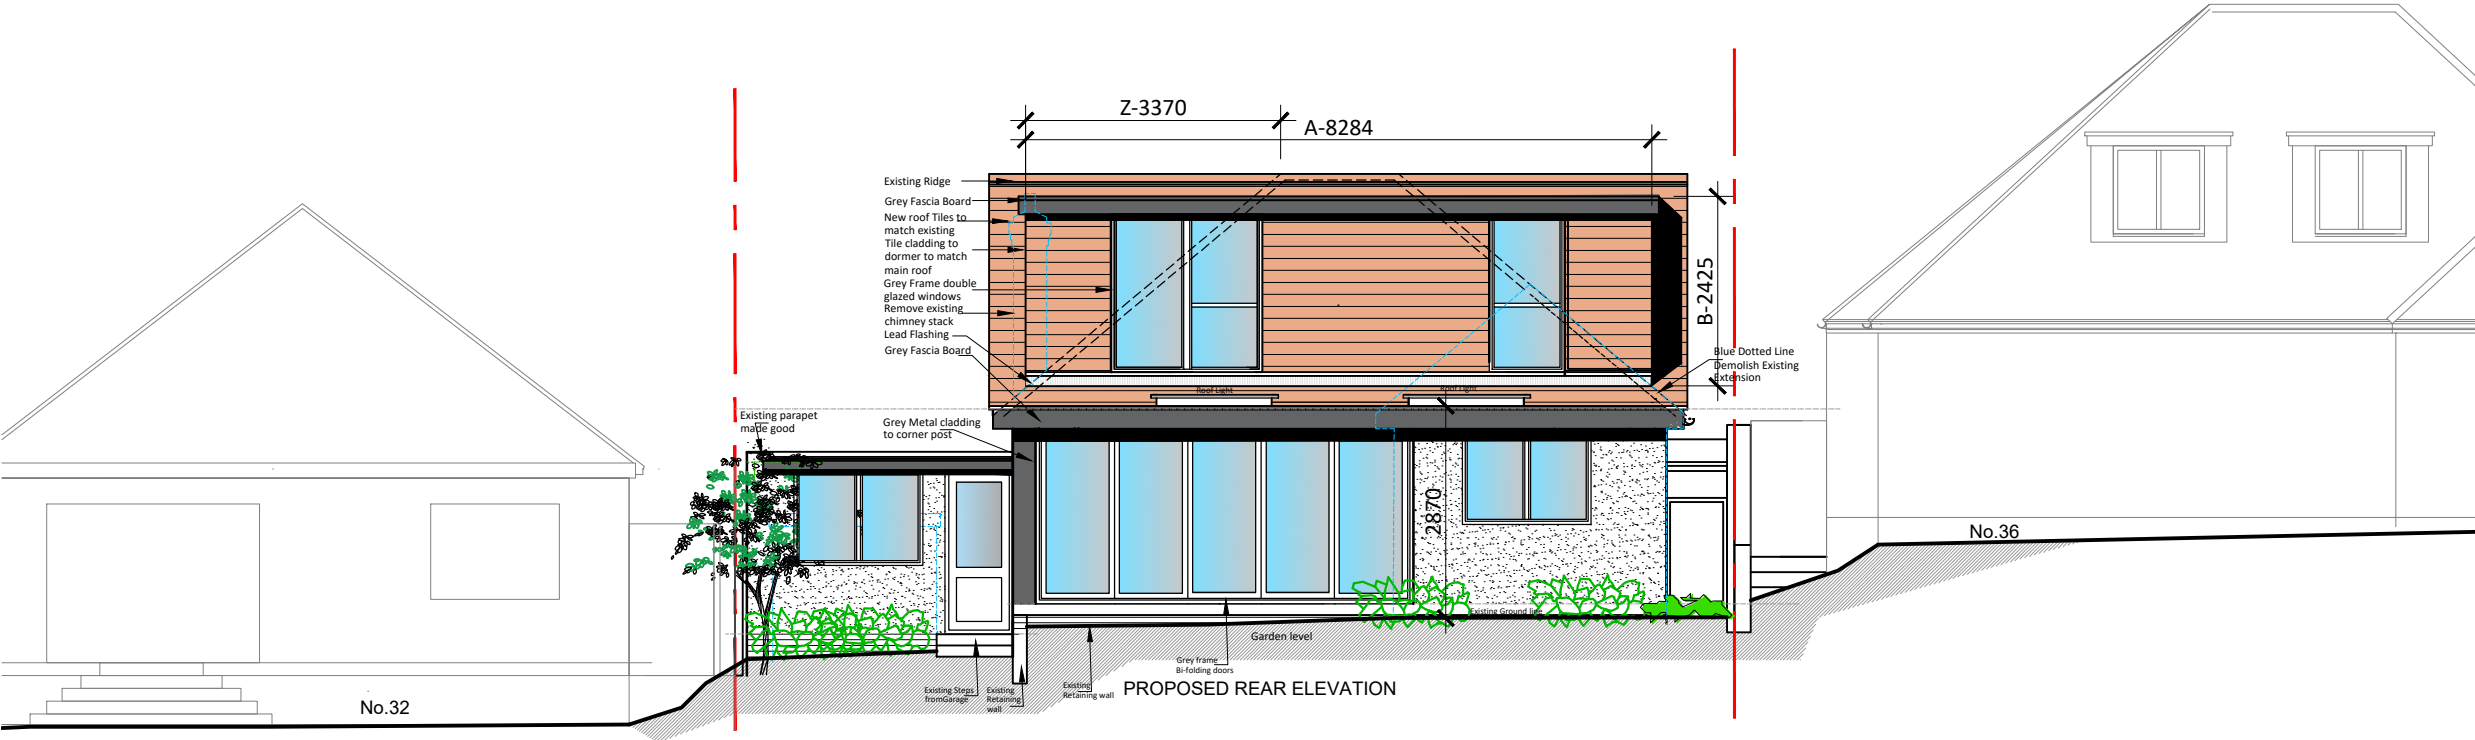 Z-3370
A-8284
Existing Ridge
Grey Fascia Board
New roof Tiles to
match existing
Tile cladding to
dormer to match
main roof
Grey Frame double
glazed windows
Remove existing
chimney stack
Lead Flashing
Grey Fascia Board
B-2425
Blue Dotted Line
Demolish Existing
Extension
Roof Light
Roof Light
Existing parapet
made good
Grey Metal cladding
to corner post
2870
No.36
Existing Ground line
Garden level
Grey frame
Bi-folding doors
Existing Steps
fromGarage
Existing
Retaining
wall
Existing
Retaining wall
PROPOSED REAR ELEVATION
No.32